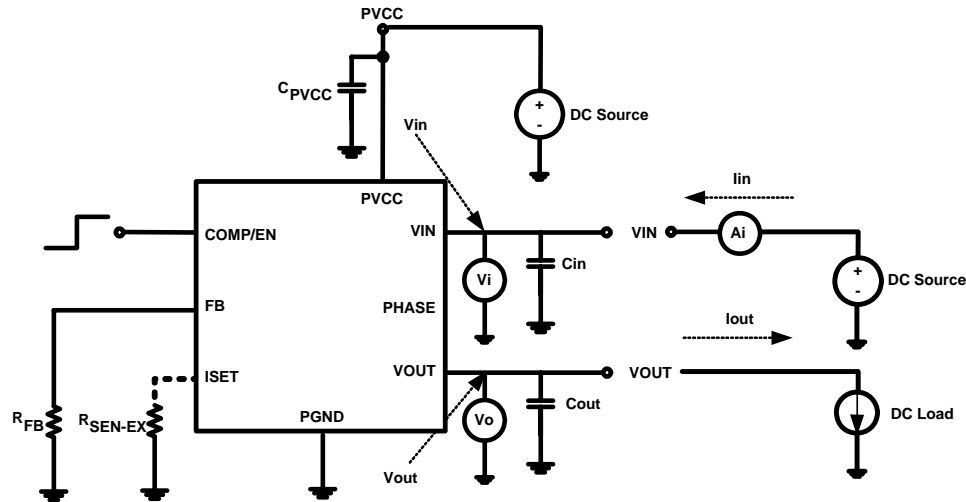 PVCC
CPVCC
+
-
DC Source
Vin
PVCC
Iin
COMP/EN
VIN
VIN
Ai
Vi
Cin
+
-
DC Source
FB
PHASE
Iout
ISET
VOUT
VOUT
RFB
RSEN-EX
PGND
Vo
Cout
DC Load
Vout